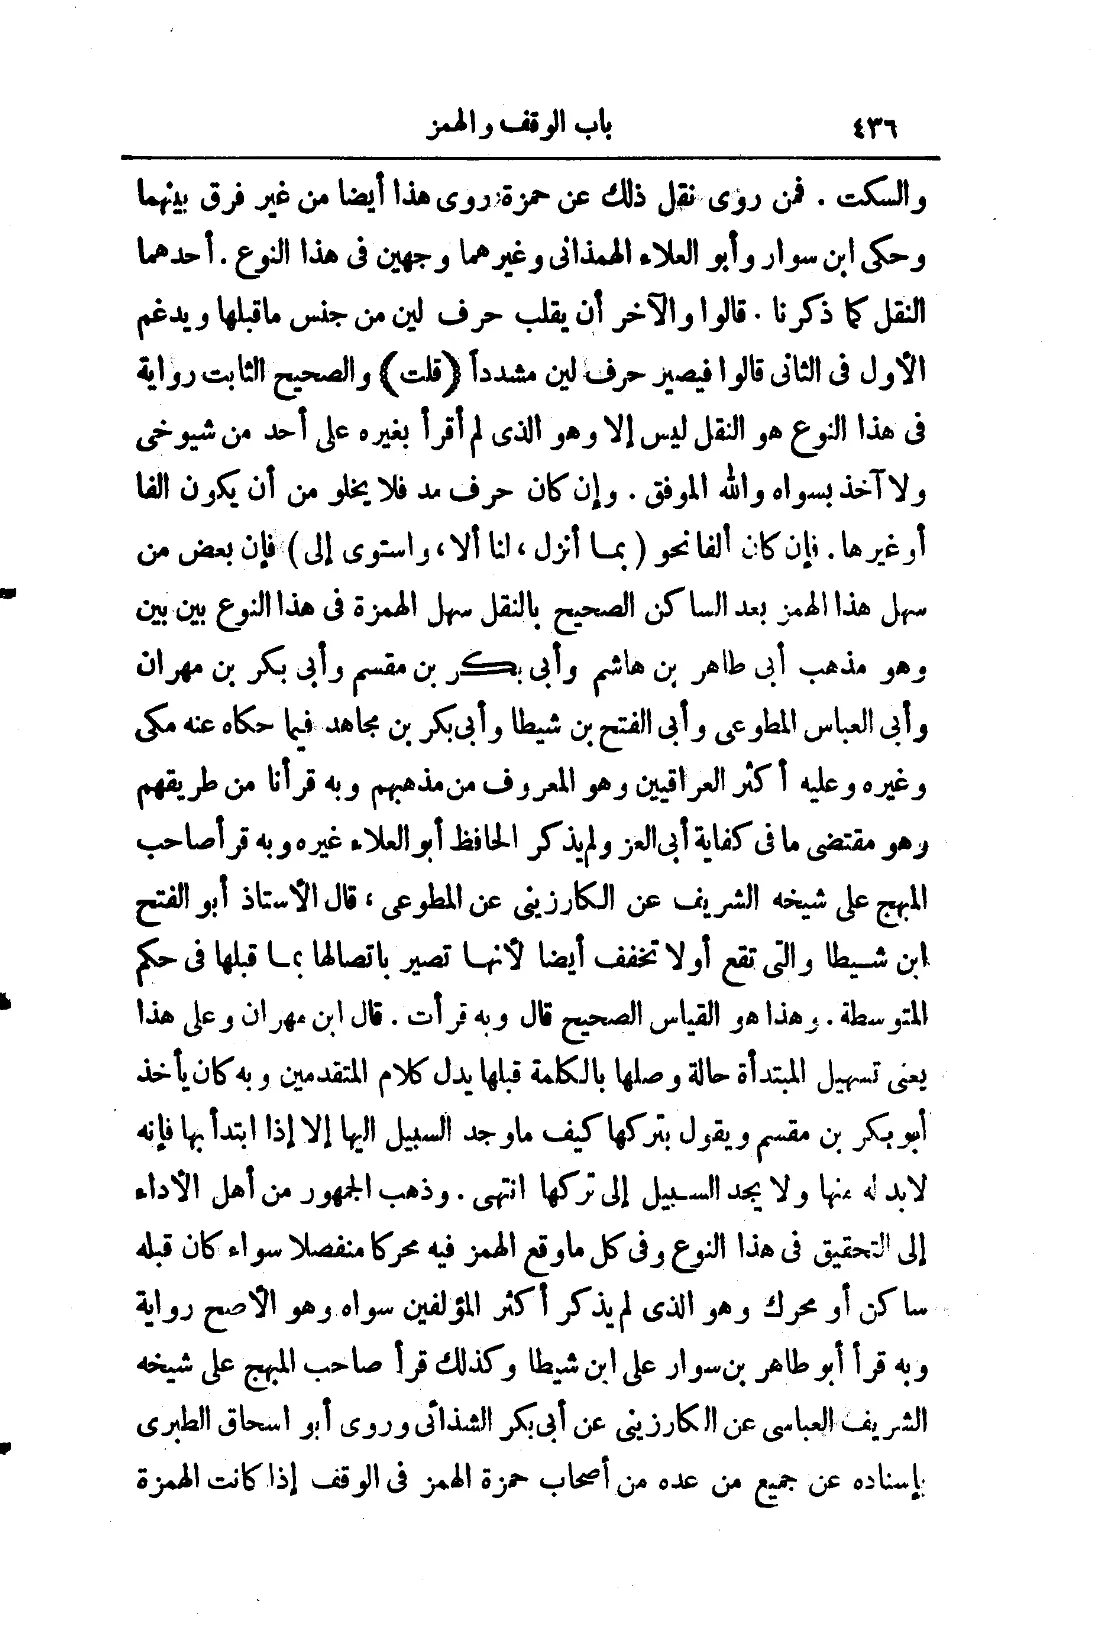 ٤٣٦ باب الوقف والهمز
والسكت . فمن روى نقل ذلك عن حمزة روى هذا أيضا من غير فرق بينهما
وحكى ابن سوار وأبو العلاء الهمذانى وغيرهما وجهين فى هذا النوع . أحدهما
النقل كما ذكرنا . قالوا والآخر أن يقلب حرف لين من جنس ماقبلها ويدغم
الأول فى الثانى قالوا فيصير حرف لين مشدداً (قلت) والصحيح الثابت رواية
فى هذا النوع هو النقل ليس إلا وهو الذى لم أقرأ بغيره على أحد من شيوخى
ولا آخذ بسواه والله الموفق . وإن كان حرف مد فلا يخلو من أن يكون الفا
أو غيرها . فإن كان ألفا نحو ( بما أنزل ، لنا ألا ، واستوى إلى ) فإن بعض من
سهل هذا الهمز بعد الساكن الصحيح بالنقل سهل الهمزة فى هذا النوع بين بين
وهو مذهب أبى طاهر بن هاشم وأبى بكر بن مقسم وأبى بكر بن مهران
وأبى العباس المطوعى وأبى الفتح بن شيطا وأبى بكر بن مجاهد فيما حكاه عنه مكى
وغيره وعليه أكثر العراقيين وهو المعروف من مذهبهم وبه قرأنا من طريقهم
وهو مقتضى ما فى كفاية أبى العز ولم يذكر الحافظ أبو العلاء غيره وبه قرأ صاحب
المبهج على شيخه الشريف عن الكارزينى عن المطوعى ، قال الأستاذ أبو الفتح
ابن شيطا والتى تقع أولا تخفف أيضا لأنها تصير باتصالها بما قبلها فى حكم
المتوسطة . وهذا هو القياس الصحيح قال وبه قرأت . قال ابن مهران وعلى هذا
يعنى تسهيل المبتدأة حالة وصلها بالكلمة قبلها يدل كلام المتقدمين وبه كان يأخذ
أبو بكر بن مقسم ويقول بتركها كيف ماوجد السبيل اليها إلا إذا ابتدأ بها فإنه
لابد له منها ولا يجد السبيل إلى تركها انتهى . وذهب الجمهور من أهل الأداء
إلى التحقيق فى هذا النوع وفى كل ماوقع الهمز فيه محركا منفصلا سواء كان قبله
ساكن أو محرك وهو الذى لم يذكر أكثر المؤلفين سواه وهو الأصح رواية
وبه قرأ أبو طاهر بن سوار على ابن شيطا وكذلك قرأ صاحب المبهج على شيخه
الشريف العباسى عن الكارزينى عن أبى بكر الشذائى وروى أبو اسحاق الطبرى
بإسناده عن جميع من عده من أصحاب حمزة الهمز فى الوقف إذا كانت الهمزة